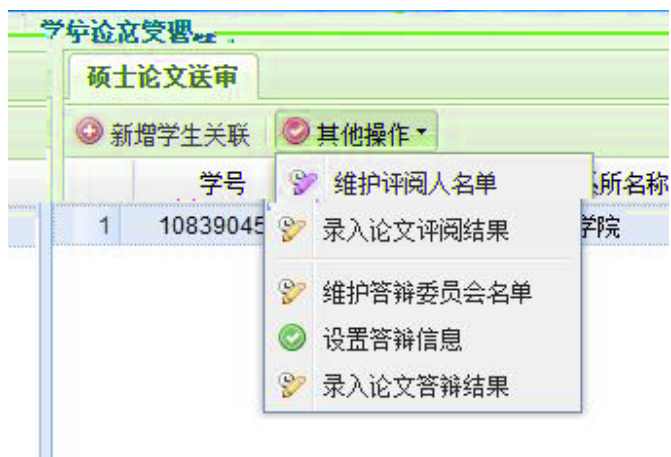 硕士论文送审
新增学生关联 其他操作
学号 所名称
维护评阅人名单
1 10839045 学院
录入论文评阅结果
维护答辩委员会名单
设置答辩信息
录入论文答辩结果